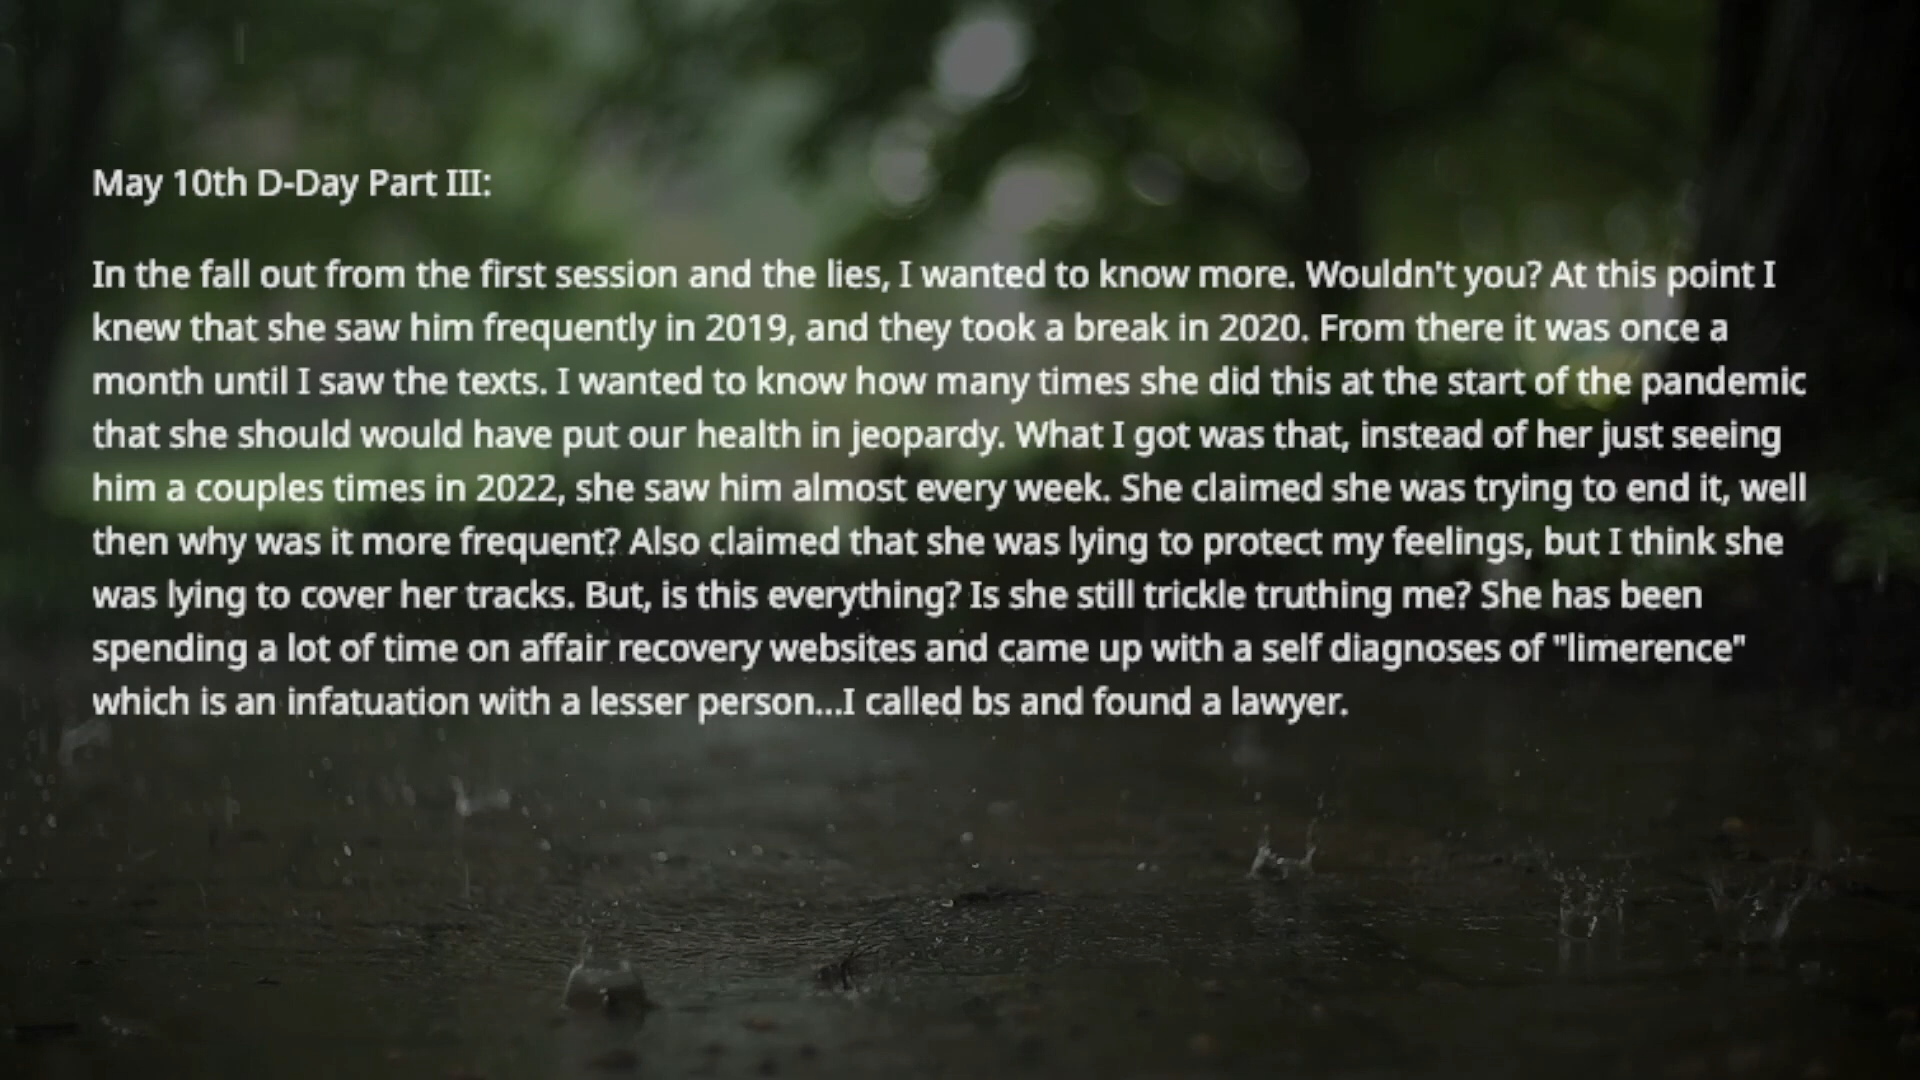 May 10th D-Day Part III:
In the fall out from the first session and the lies, I wanted to know more. Wouldn't you? At this point I
knew that she saw him frequently in 2019, and they took a break in 2020. From there it was once a
month until I saw the texts. I wanted to know how many times she did this at the start of the pandemic
that she should would have put our health in jeopardy. What I got was that, instead of her just seeing
him a couples times in 2022, she saw him almost every week. She claimed she was trying to end it, well
then why was it more frequent? Also claimed that she was lying to protect my feelings, but I think she
was lying to cover her tracks. But, is this everything? Is she still trickle truthing me? She has been
spending a lot of time on affair recovery websites and came up with a self diagnoses of "limerence"
which is an infatuation with a lesser person...I called bs and found a lawyer.